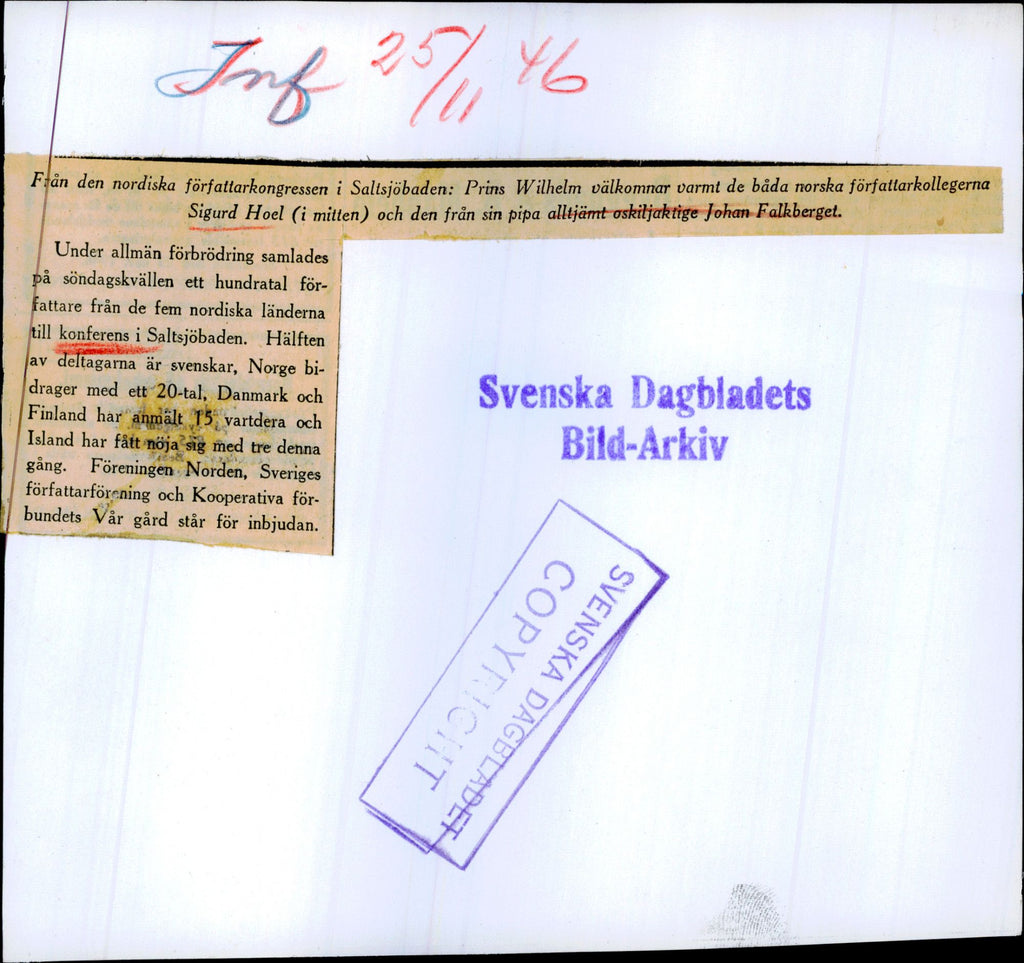 Inf 25/11 46
Från den nordiska författarkongressen i Saltsjöbaden: Prins Wilhelm välkomnar varmt de båda norska författarkollegerna
Sigurd Hoel (i mitten) och den från sin pipa alltjämt oskiljaktige Johan Falkberget.
Under allmän förbrödring samlades
på söndagskvällen ett hundratal för-
fattare från de fem nordiska länderna
till konferens i Saltsjöbaden. Hälften
av deltagarna är svenskar, Norge bi-
drager med ett 20-tal, Danmark och
Finland har anmält 15 vartdera och
Island har fått nöja sig med tre denna
gång. Föreningen Norden, Sveriges
författarförening och Kooperativa för-
bundets Vår gård står för inbjudan.
Svenska Dagbladets
Bild-Arkiv
SVENSKA DAGBLADET
COPYRIGHT